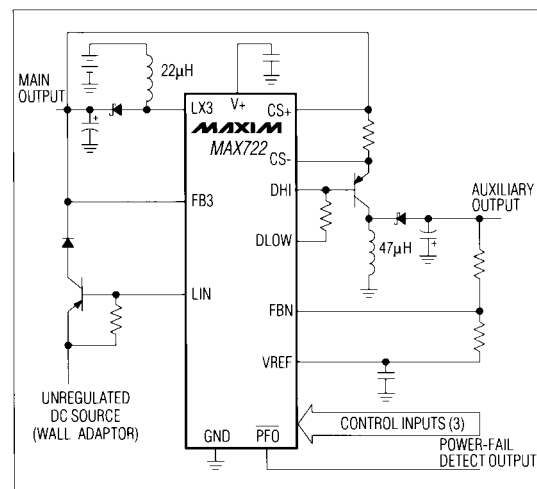 22µH
V+
MAIN
OUTPUT
LX3
CS+
MAXIM
MAX722
CS-
DHI
AUXILIARY
OUTPUT
FB3
DLOW
47µH
LIN
FBN
VREF
UNREGULATED
DC SOURCE
(WALL ADAPTOR)
CONTROL INPUTS (3)
GND
PFO
POWER-FAIL
DETECT OUTPUT